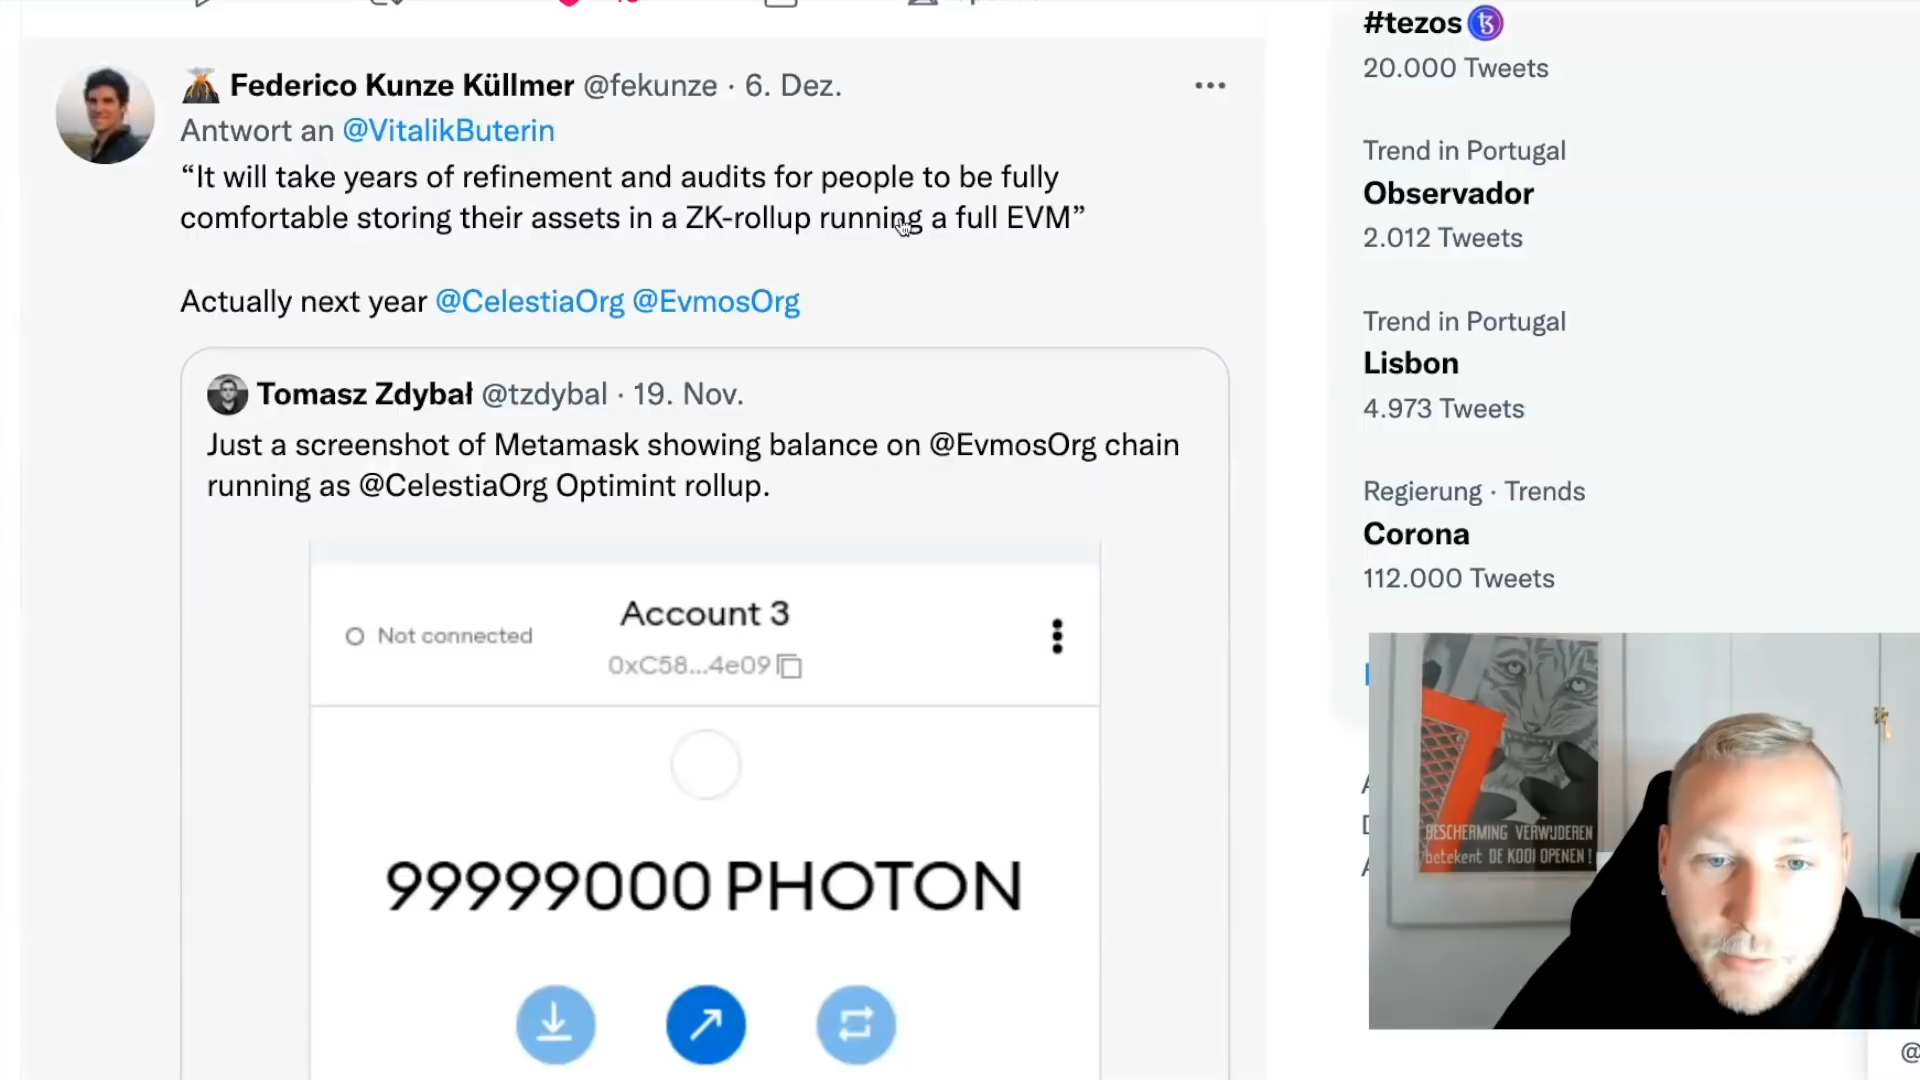 Federico Kunze Küllmer @fekunze · 6. Dez.
Antwort an @VitalikButerin
“It will take years of refinement and audits for people to be fully
comfortable storing their assets in a ZK-rollup running a full EVM”
Actually next year @CelestiaOrg @EvmosOrg
Tomasz Zdybał @tzdybal · 19. Nov.
Just a screenshot of Metamask showing balance on @EvmosOrg chain
running as @CelestiaOrg Optimint rollup.
Account 3
Not connected
0xC58...4e09
99999000 PHOTON
#tezos
20.000 Tweets
Trend in Portugal
Observador
2.012 Tweets
Trend in Portugal
Lisbon
4.973 Tweets
Regierung · Trends
Corona
112.000 Tweets
BESCHERMING VERWIJDEREN
betekent DE KOOI OPENEN!
@